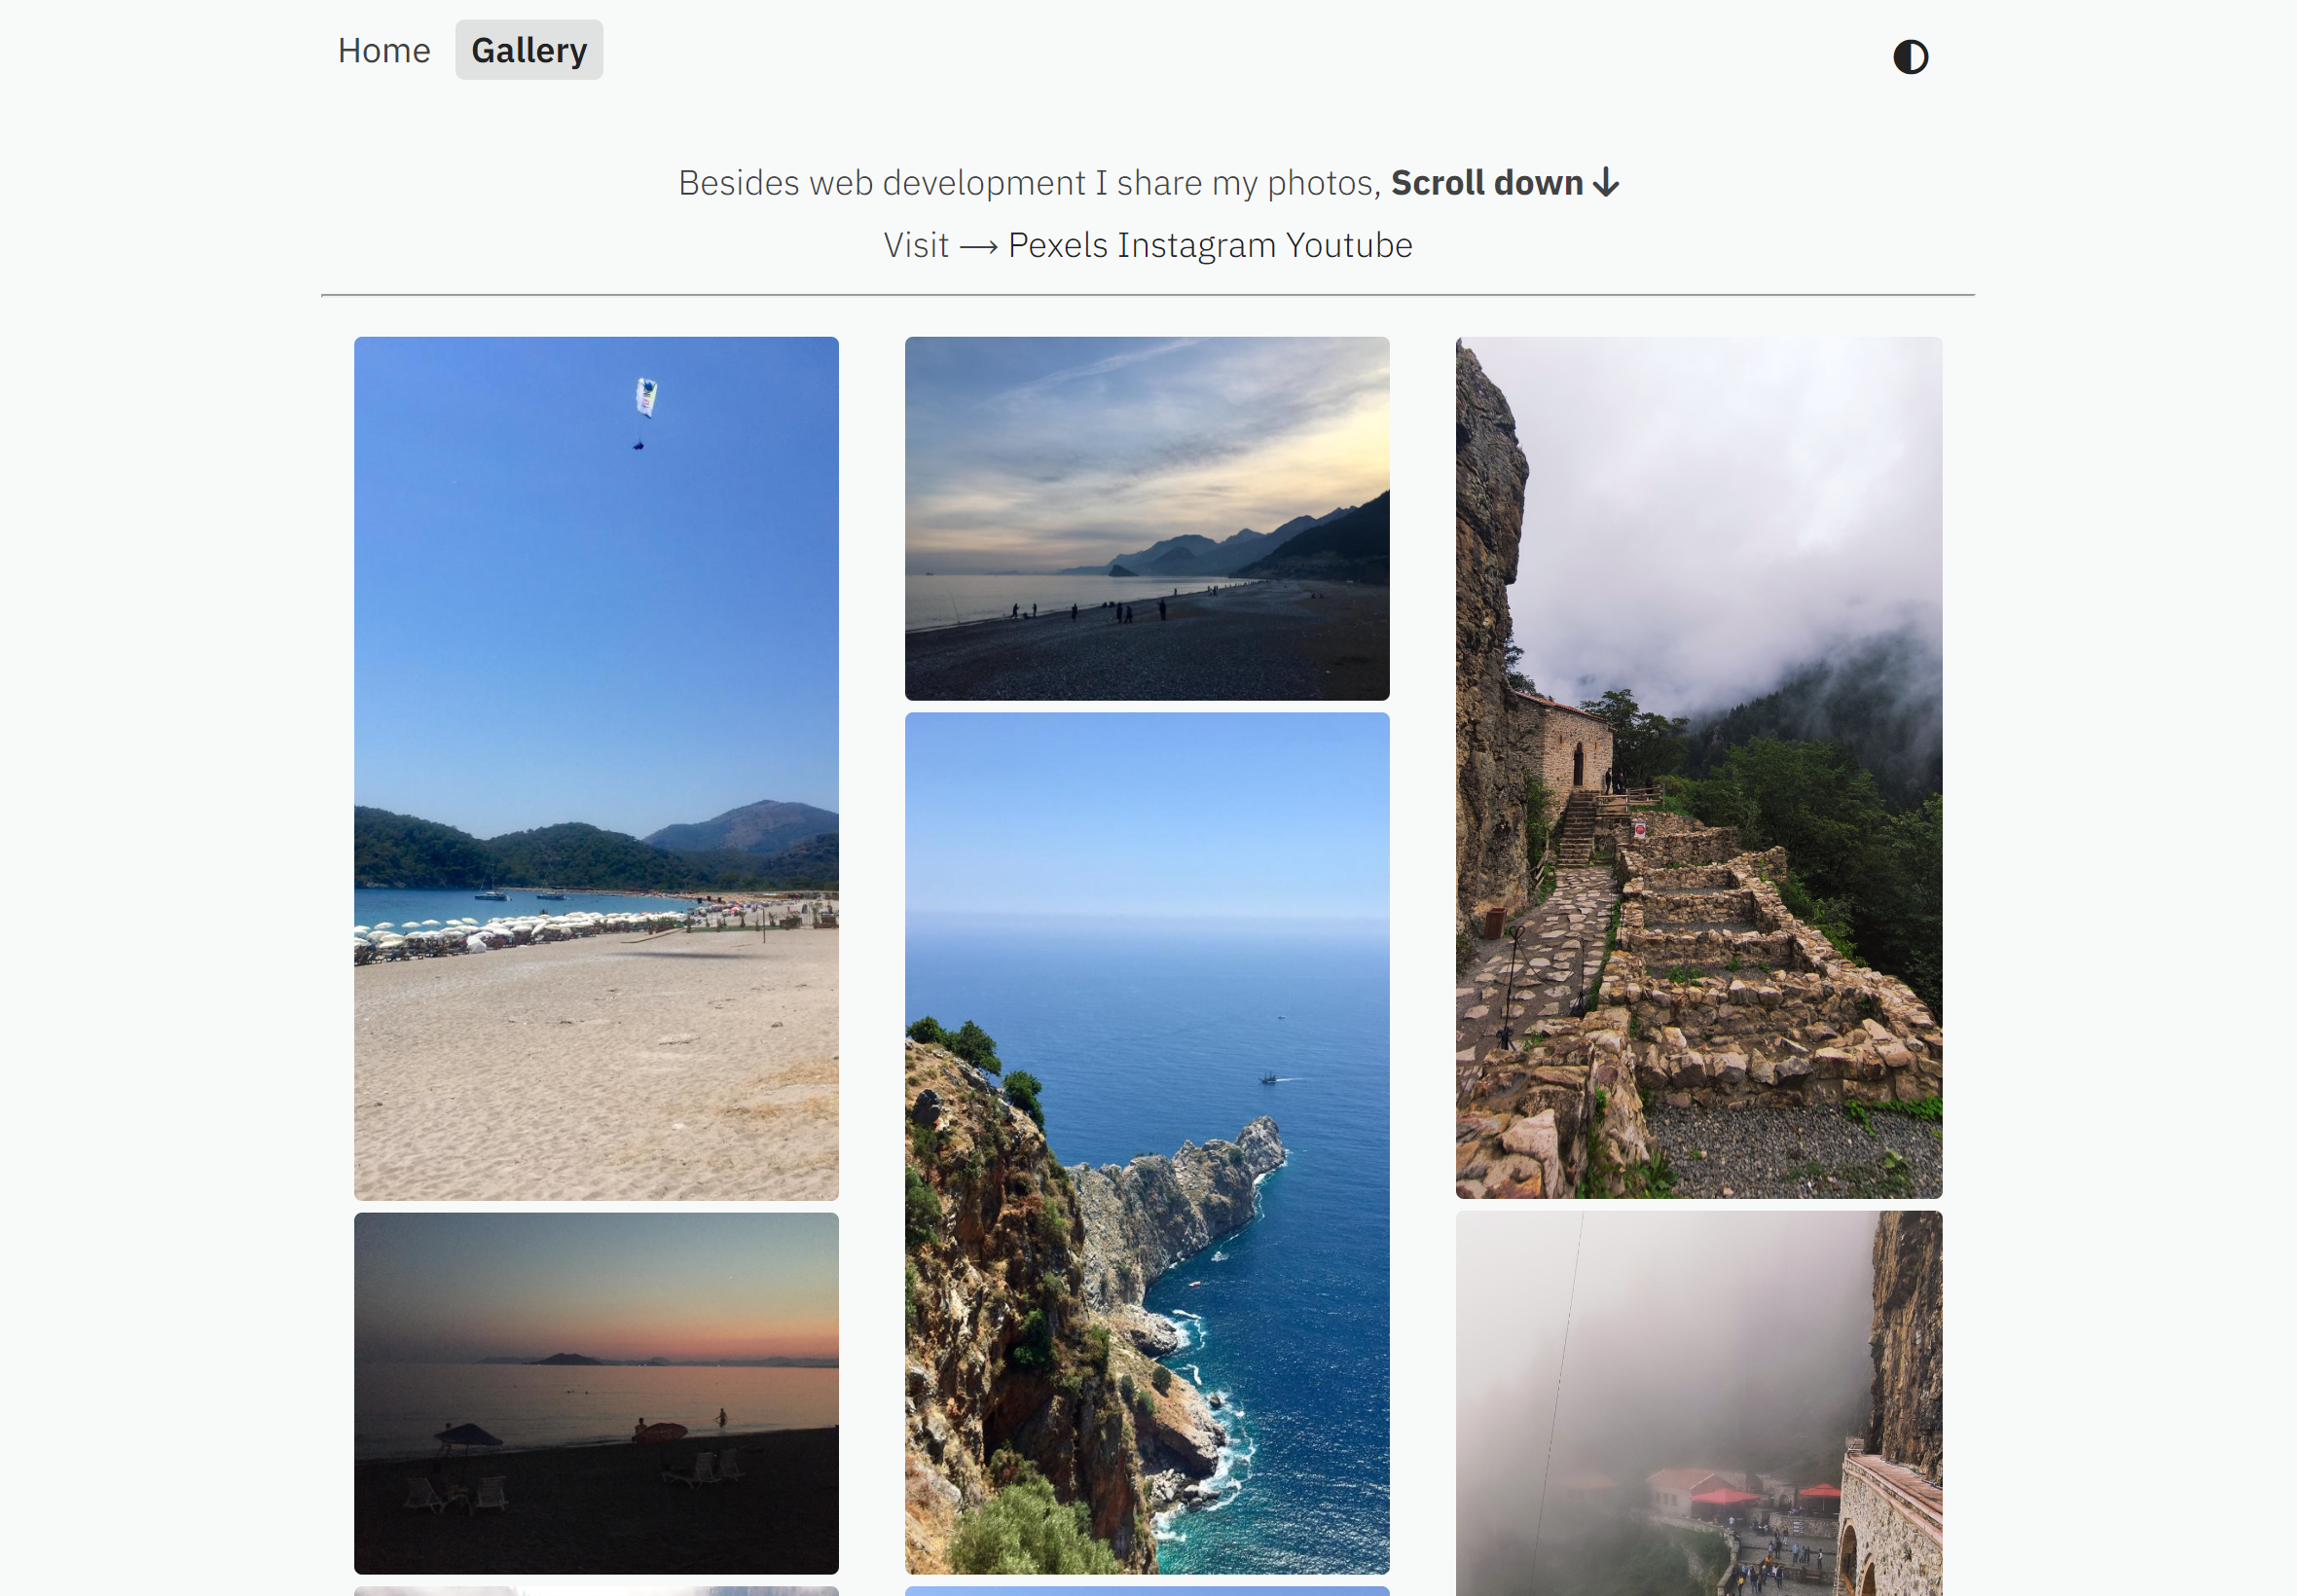 Home Gallery
Besides web development I share my photos, Scroll down ↓
Visit ⟶ Pexels Instagram Youtube